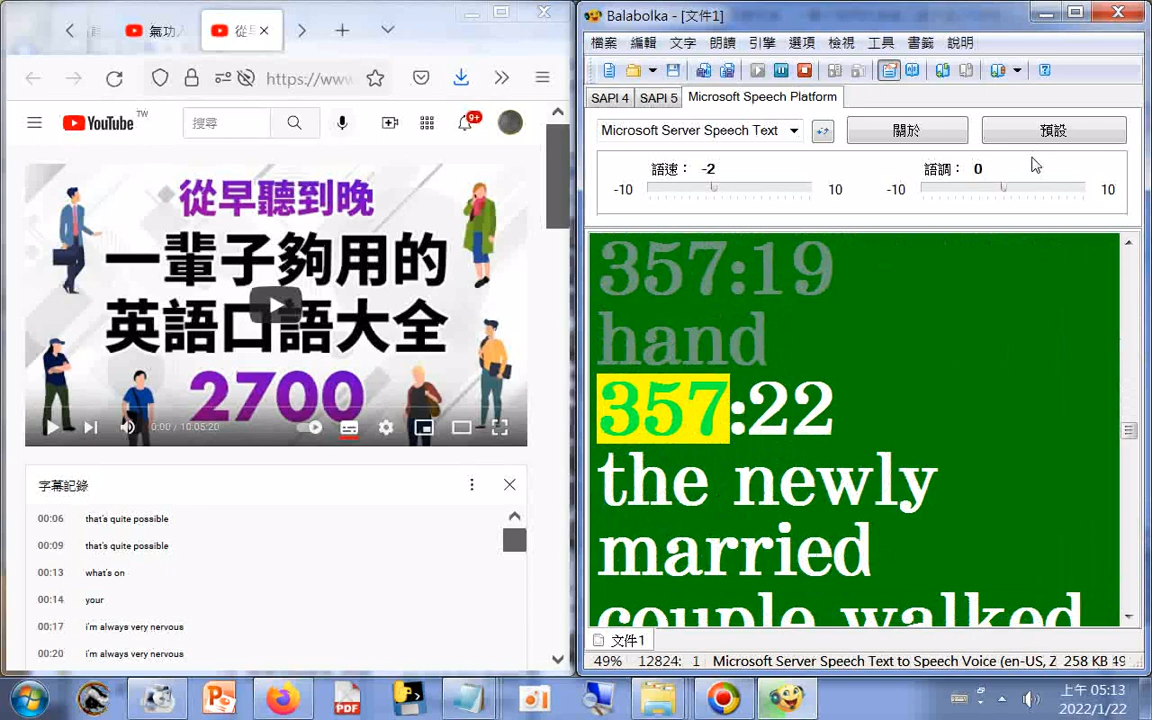 氣功
從
https://www
YouTube TW
搜尋
9+
從早聽到晚
一輩子夠用的
英語口語大全
2700
0:00 / 10:05:20
字幕記錄
00:06 that's quite possible
00:09 that's quite possible
00:13 what's on
00:14 your
00:17 i'm always very nervous
00:20 i'm always very nervous
Balabolka - [文件1]
檔案 編輯 文字 朗讀 引擎 選項 檢視 工具 書籤 說明
SAPI 4 SAPI 5 Microsoft Speech Platform
Microsoft Server Speech Text 關於 預設
語速： -2 語調： 0
-10 10 -10 10
357:19
hand
357:22
the newly
married
couple walked
文件1
49% 12824: 1 Microsoft Server Speech Text to Speech Voice (en-US, Z 258 KB 49
PDF
上午 05:13
2022/1/22